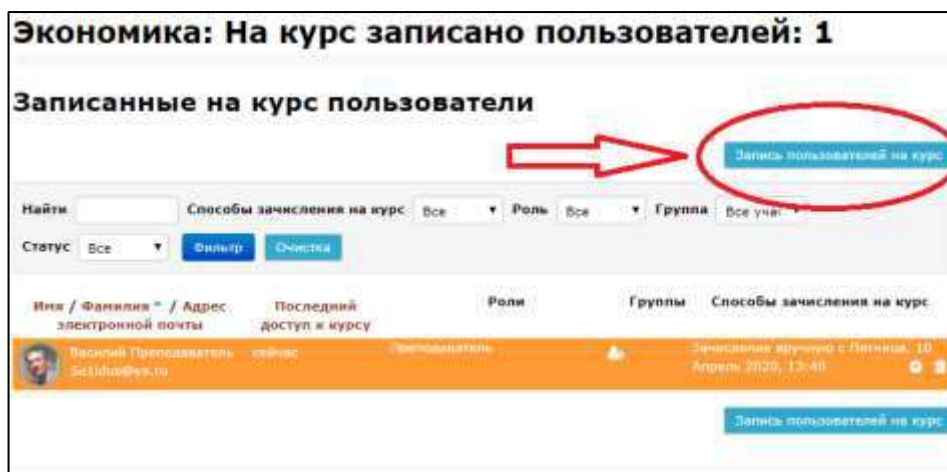 Экономика: На курс записано пользователей: 1
Записанные на курс пользователи
Запись пользователей на курс
Найти Способы зачисления на курс Все Роль Все Группа Все учас
Статус Все Фильтр Очистка
Имя / Фамилия / Адрес электронной почты Последний доступ к курсу Роли Группы Способы зачисления на курс
Василий Преподаватель сейчас Преподаватель Зачисление вручную с Пятница, 10
Апрель 2020, 13:40
Запись пользователей на курс